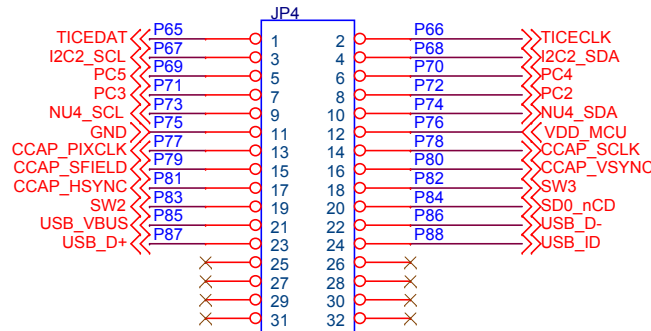 JP4
TICEDAT P65 1 2 P66 TICECLK
I2C2_SCL P67 3 4 P68 I2C2_SDA
PC5 P69 5 6 P70 PC4
PC3 P71 7 8 P72 PC2
NU4_SCL P73 9 10 P74 NU4_SDA
GND P75 11 12 P76 VDD_MCU
CCAP_PIXCLK P77 13 14 P78 CCAP_SCLK
CCAP_SFIELD P79 15 16 P80 CCAP_VSYNC
CCAP_HSYNC P81 17 18 P82 SW3
SW2 P83 19 20 P84 SD0_nCD
USB_VBUS P85 21 22 P86 USB_D-
USB_D+ P87 23 24 P88 USB_ID
25 26
27 28
29 30
31 32